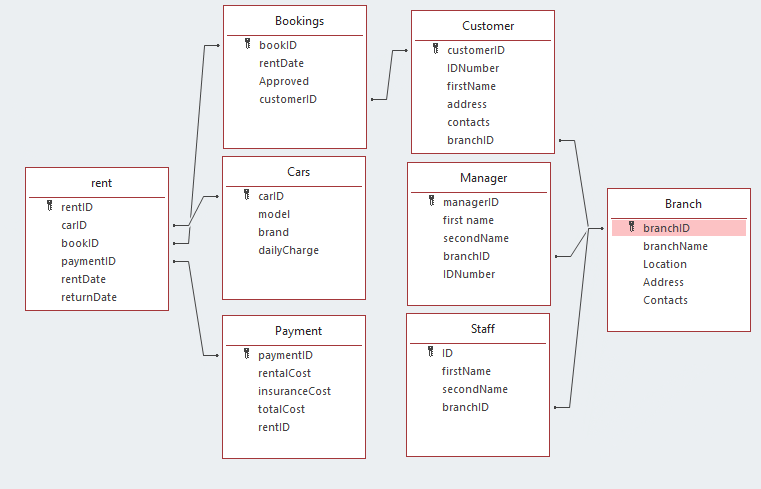 Bookings
bookID
rentDate
Approved
customerID
Customer
customerID
IDNumber
firstName
address
contacts
branchID
rent
rentID
carID
bookID
paymentID
rentDate
returnDate
Cars
carID
model
brand
dailyCharge
Manager
managerID
first name
secondName
branchID
IDNumber
Branch
branchID
branchName
Location
Address
Contacts
Payment
paymentID
rentalCost
insuranceCost
totalCost
rentID
Staff
ID
firstName
secondName
branchID